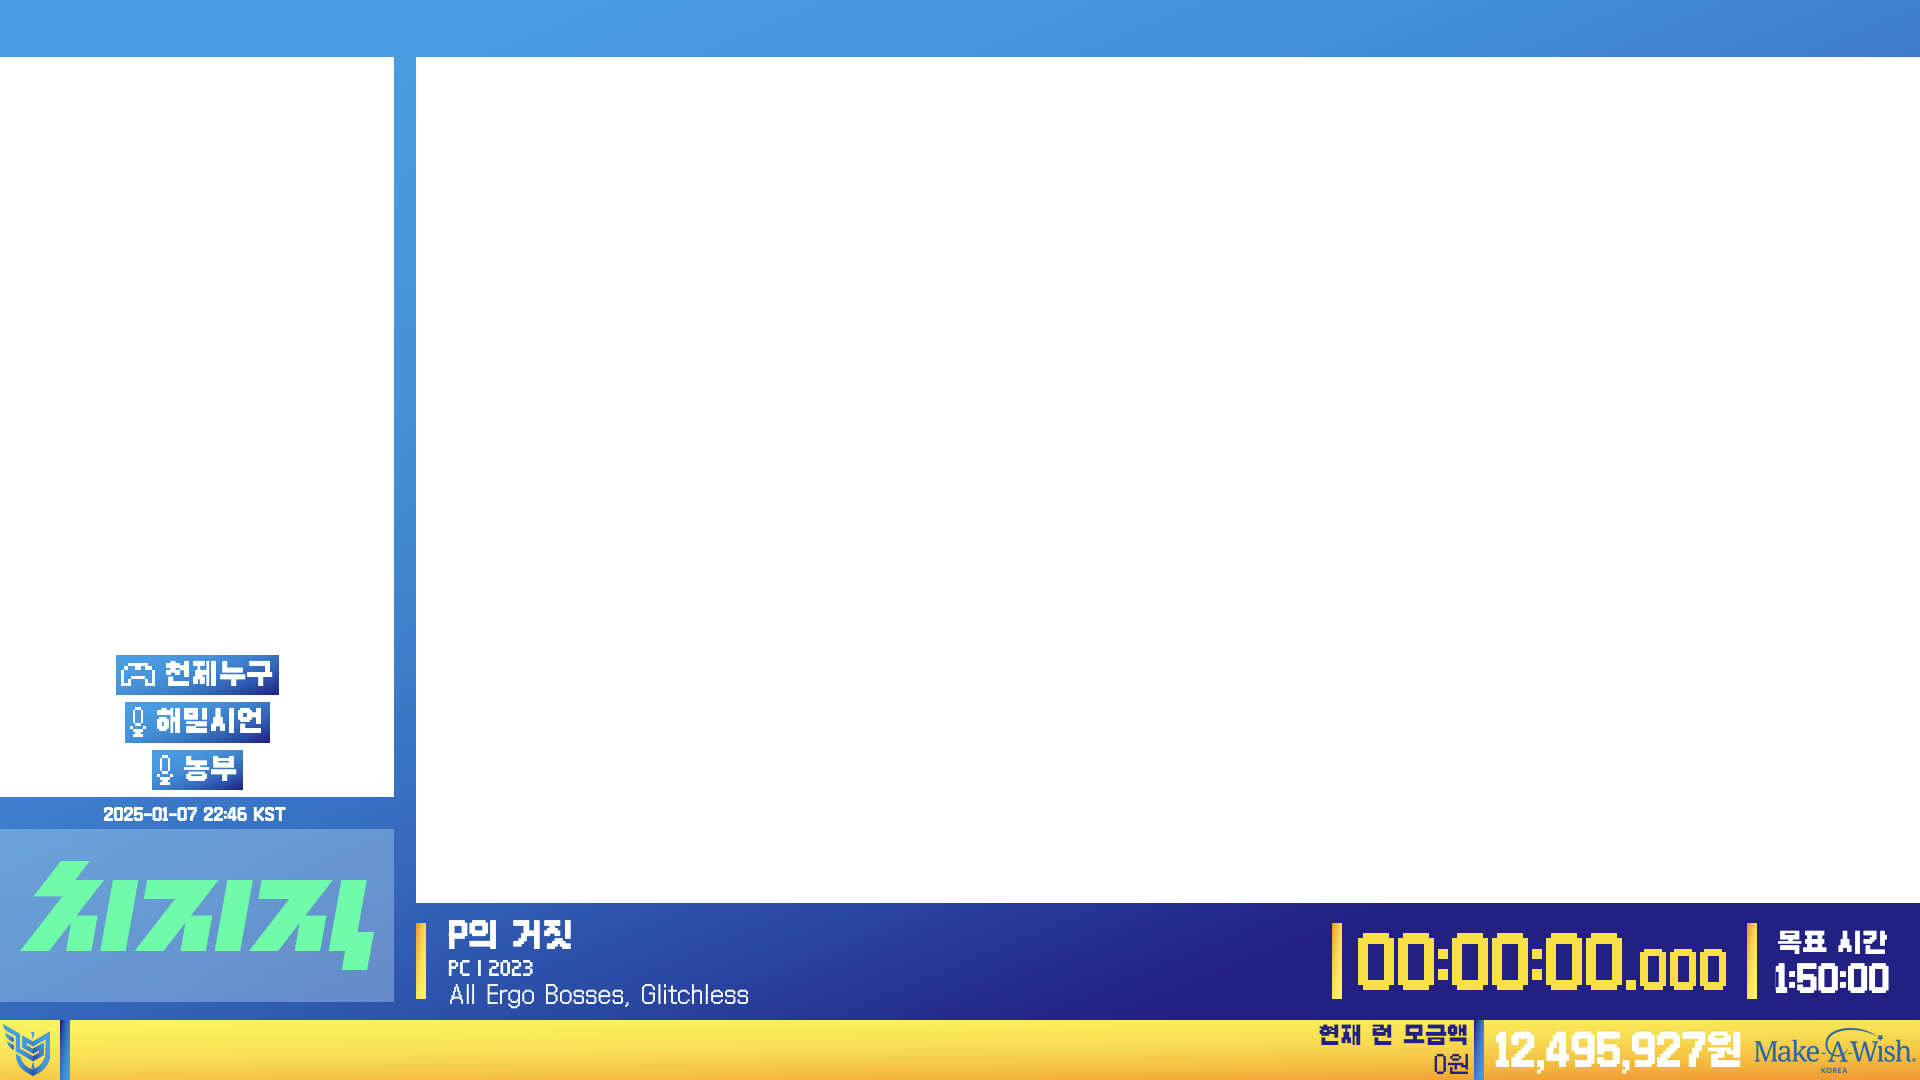 천제누구
해밀시언
농부
2025-01-07 22:46 KST
치지직
P의 거짓
PC | 2023
All Ergo Bosses, Glitchless
00:00:00.000
목표 시간
1:50:00
현재 런 모금액
0원
12,495,927원
Make-A-Wish.
KOREA